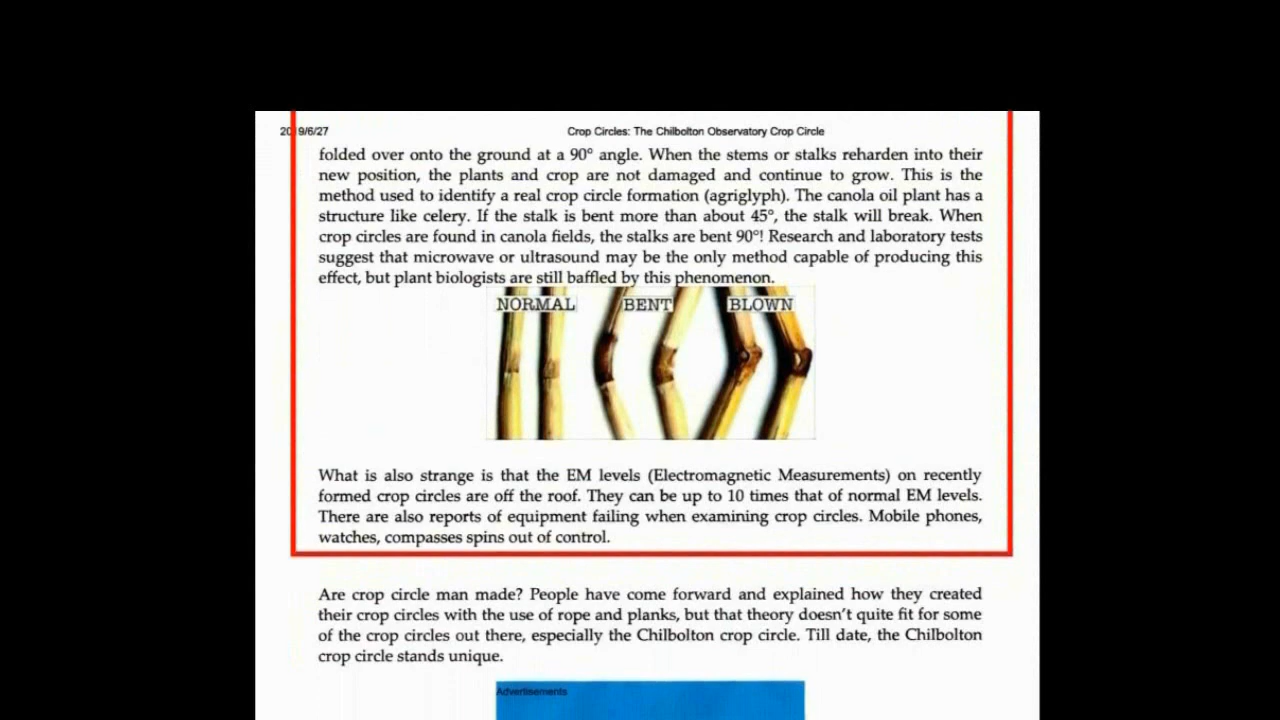 2019/6/27 Crop Circles: The Chilbolton Observatory Crop Circle
folded over onto the ground at a 90° angle. When the stems or stalks reharden into their
new position, the plants and crop are not damaged and continue to grow. This is the
method used to identify a real crop circle formation (agriglyph). The canola oil plant has a
structure like celery. If the stalk is bent more than about 45°, the stalk will break. When
crop circles are found in canola fields, the stalks are bent 90°! Research and laboratory tests
suggest that microwave or ultrasound may be the only method capable of producing this
effect, but plant biologists are still baffled by this phenomenon.
NORMAL BENT BLOWN
What is also strange is that the EM levels (Electromagnetic Measurements) on recently
formed crop circles are off the roof. They can be up to 10 times that of normal EM levels.
There are also reports of equipment failing when examining crop circles. Mobile phones,
watches, compasses spins out of control.
Are crop circle man made? People have come forward and explained how they created
their crop circles with the use of rope and planks, but that theory doesn't quite fit for some
of the crop circles out there, especially the Chilbolton crop circle. Till date, the Chilbolton
crop circle stands unique.
Advertisements